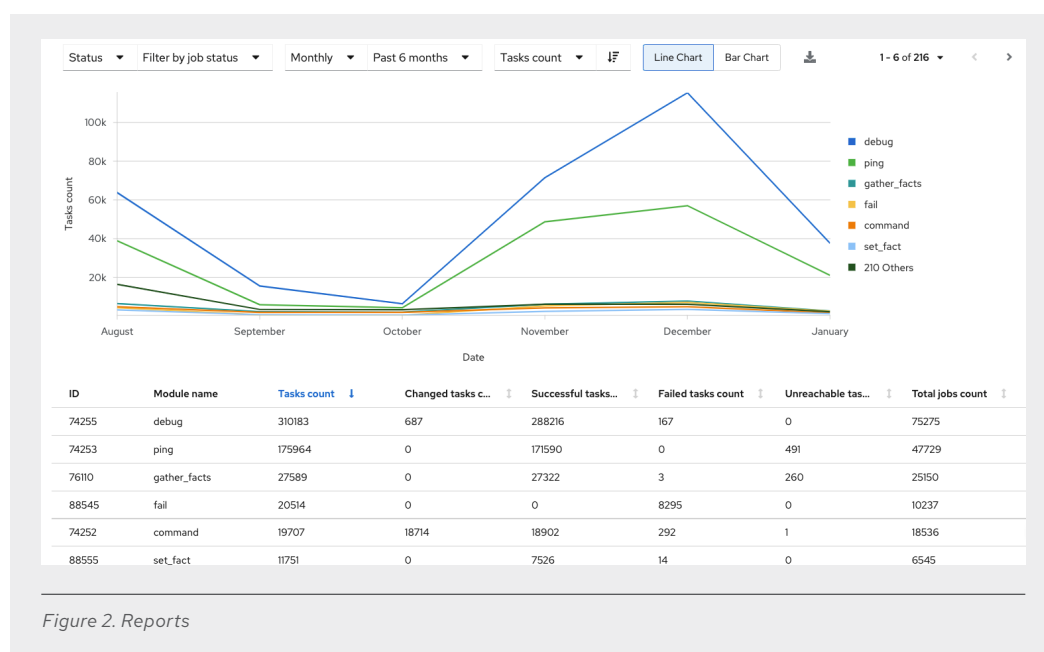 Status Filter by job status Monthly Past 6 months Tasks count Line Chart Bar Chart 1 - 6 of 216
100k
80k
60k
40k
20k
Tasks count
August September October November December January
Date
debug
ping
gather_facts
fail
command
set_fact
210 Others
ID Module name Tasks count Changed tasks c... Successful tasks... Failed tasks count Unreachable tas... Total jobs count
74255 debug 310183 687 288216 167 0 75275
74253 ping 175964 0 171590 0 491 47729
76110 gather_facts 27589 0 27322 3 260 25150
88545 fail 20514 0 0 8295 0 10237
74252 command 19707 18714 18902 292 1 18536
88555 set_fact 11751 0 7526 14 0 6545
Figure 2. Reports